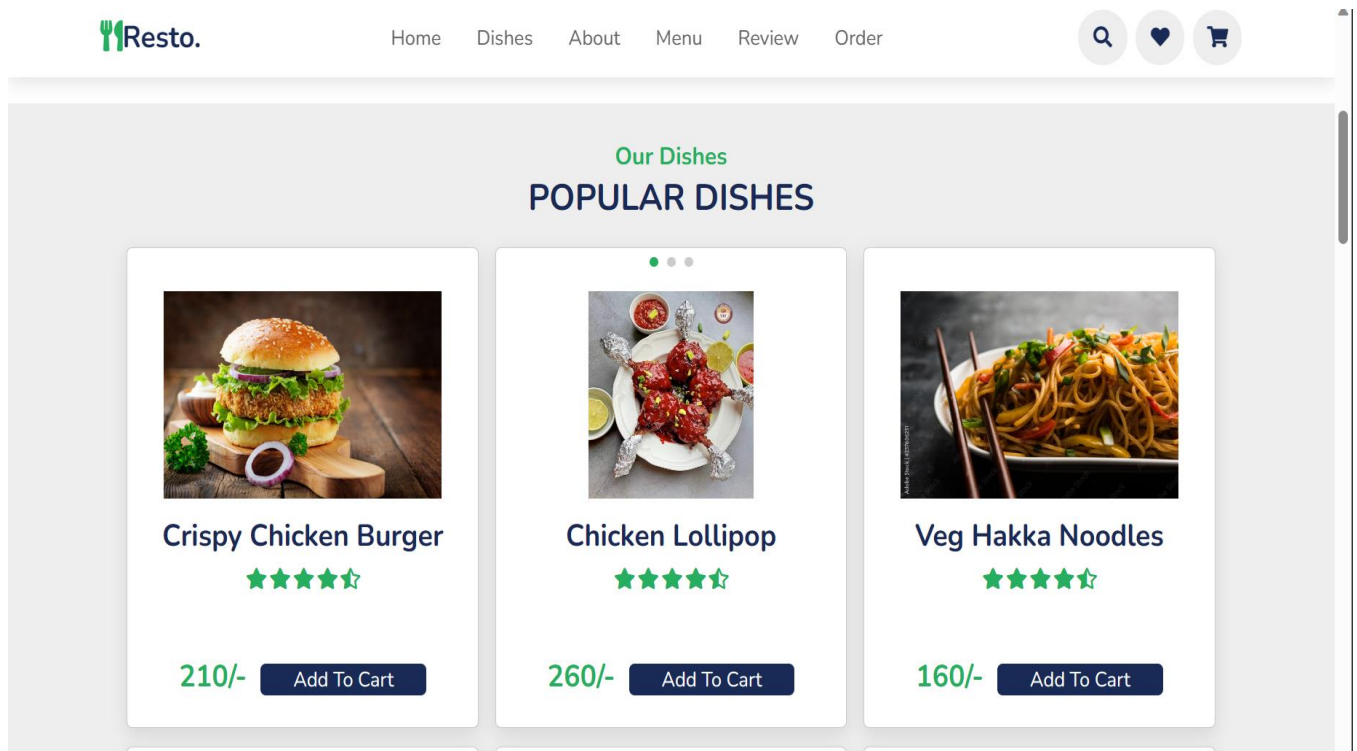 Resto.
Home Dishes About Menu Review Order
Our Dishes
POPULAR DISHES
Crispy Chicken Burger
Chicken Lollipop
Veg Hakka Noodles
210/- Add To Cart
260/- Add To Cart
160/- Add To Cart